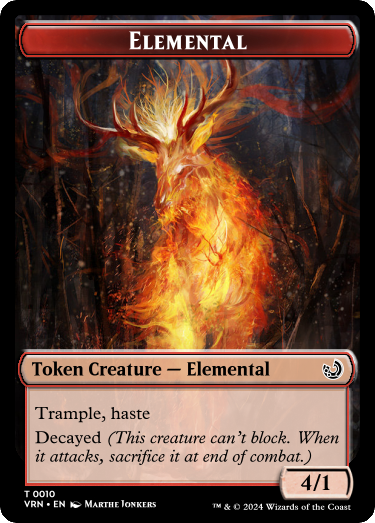 Elemental
Token Creature — Elemental
Trample, haste
Decayed (This creature can't block. When
it attacks, sacrifice it at end of combat.)
4/1
T 0010
VRN • EN Marthe Jonkers
™ & © 2024 Wizards of the Coast